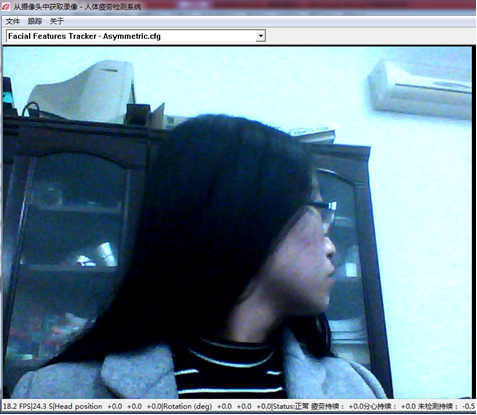 从摄像头中获取录像 - 人体疲劳检测系统
文件 跟踪 关于
Facial Features Tracker - Asymmetric.cfg
18.2 FPS|24.3 S|Head position +0.0 +0.0 +0.0|Rotation (deg) +0.0 +0.0 +0.0|Status:正常 疲劳持续： +0.0分心持续： +0.0 未检测持续： -0.5